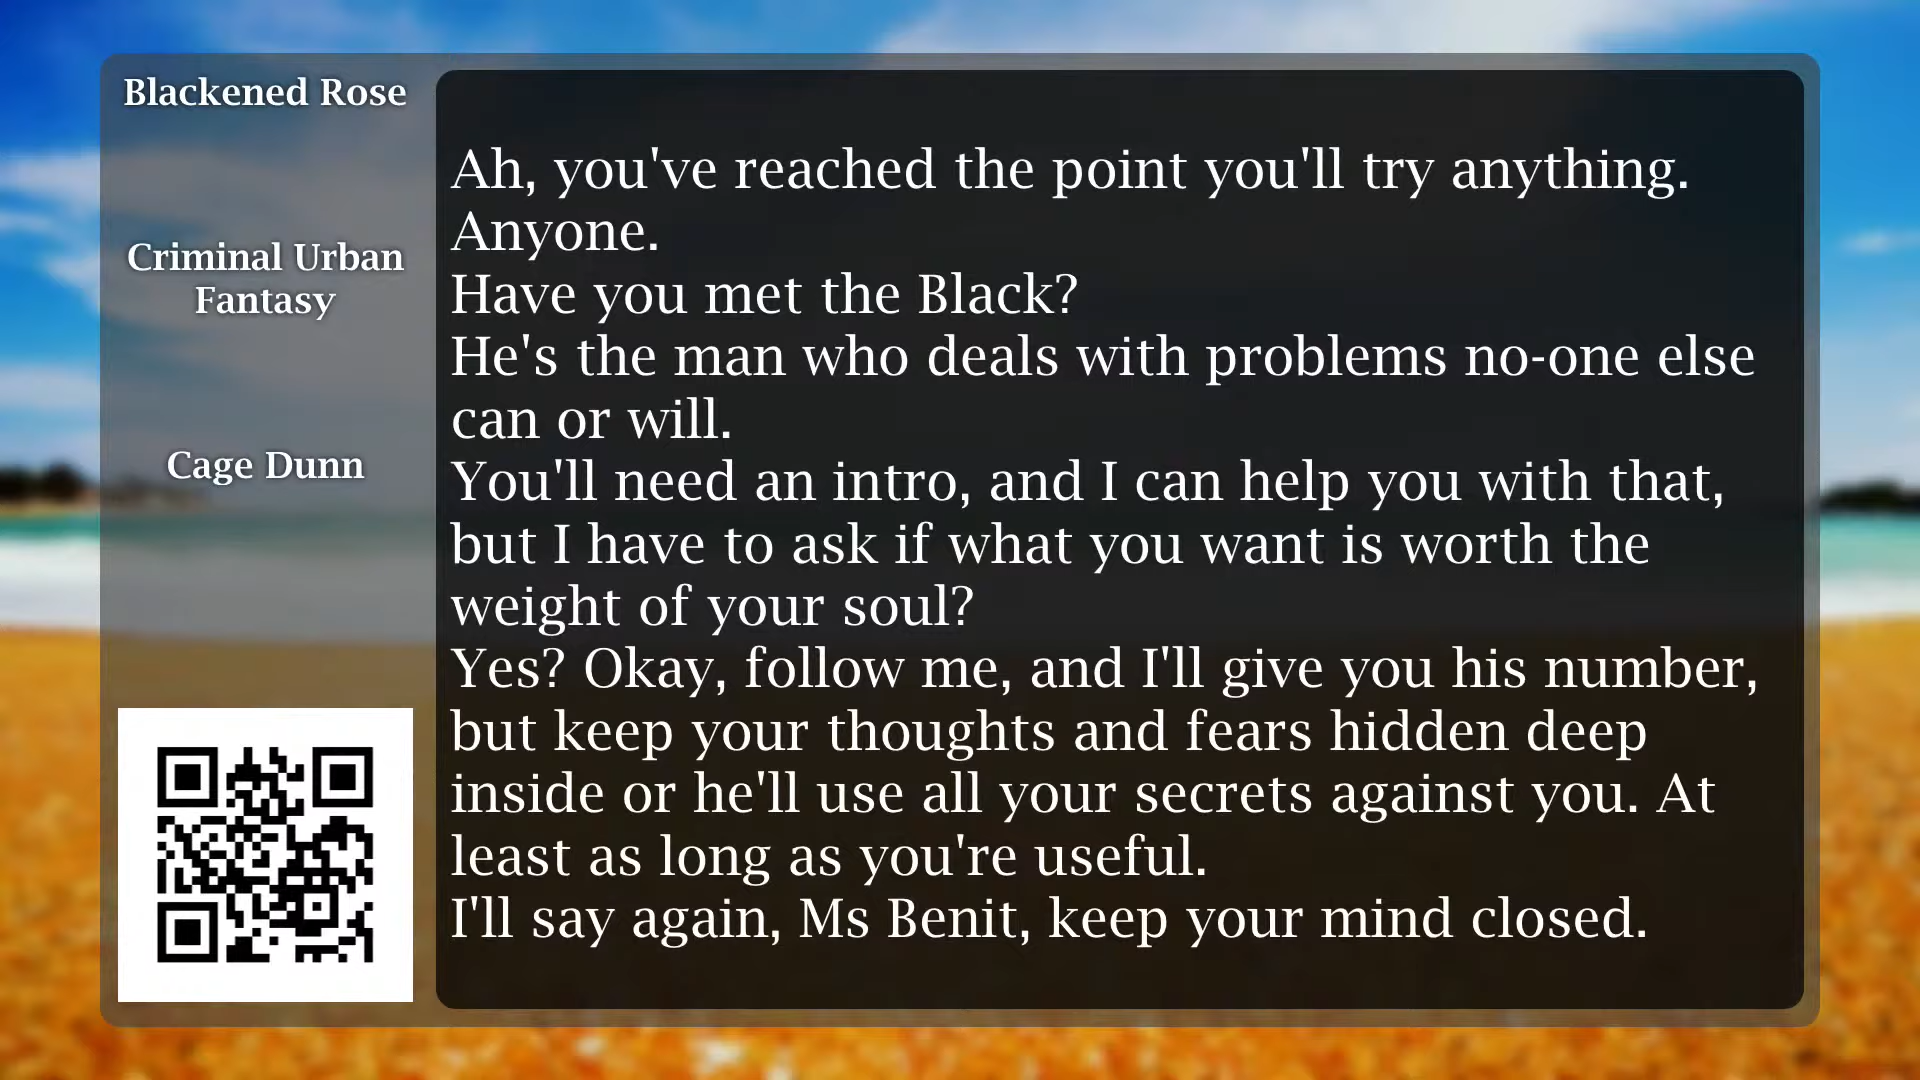 Blackened Rose
Criminal Urban
Fantasy
Cage Dunn
Ah, you've reached the point you'll try anything.
Anyone.
Have you met the Black?
He's the man who deals with problems no-one else
can or will.
You'll need an intro, and I can help you with that,
but I have to ask if what you want is worth the
weight of your soul?
Yes? Okay, follow me, and I'll give you his number,
but keep your thoughts and fears hidden deep
inside or he'll use all your secrets against you. At
least as long as you're useful.
I'll say again, Ms Benit, keep your mind closed.